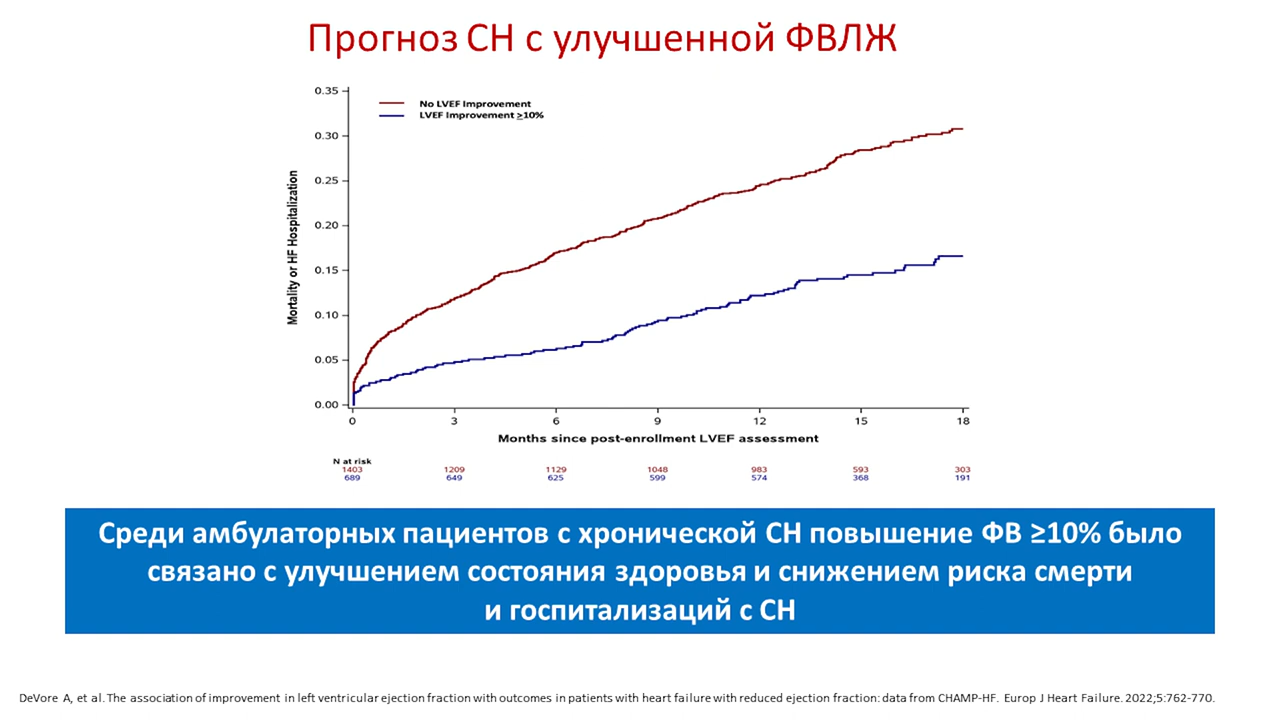 Прогноз СН с улучшенной ФВЛЖ
No LVEF Improvement
LVEF Improvement ≥10%
0.35
0.30
0.25
0.20
0.15
0.10
0.05
0.00
Mortality or HF Hospitalization
0 3 6 9 12 15 18
Months since post-enrollment LVEF assessment
N at risk
1403 1209 1129 1048 983 593 303
689 649 625 599 574 368 191
Среди амбулаторных пациентов с хронической СН повышение ФВ ≥10% было
связано с улучшением состояния здоровья и снижением риска смерти
и госпитализаций с СН
DeVore A, et al. The association of improvement in left ventricular ejection fraction with outcomes in patients with heart failure with reduced ejection fraction: data from CHAMP-HF. Europ J Heart Failure. 2022;5:762-770.